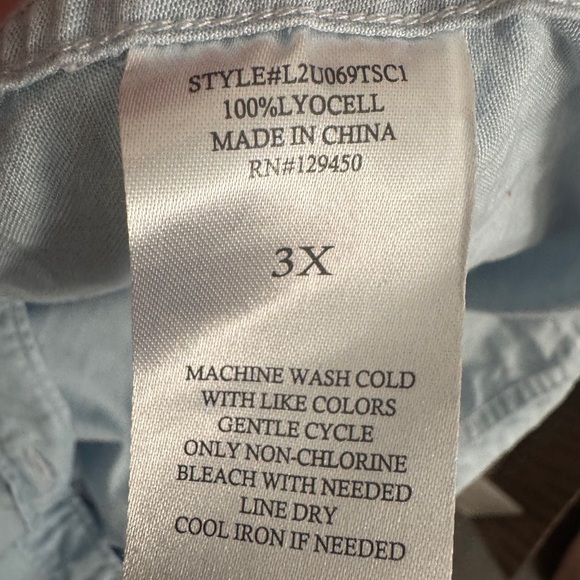 STYLE#L2U069TSC1
100%LYOCELL
MADE IN CHINA
RN#129450
3X
MACHINE WASH COLD
WITH LIKE COLORS
GENTLE CYCLE
ONLY NON-CHLORINE
BLEACH WITH NEEDED
LINE DRY
COOL IRON IF NEEDED